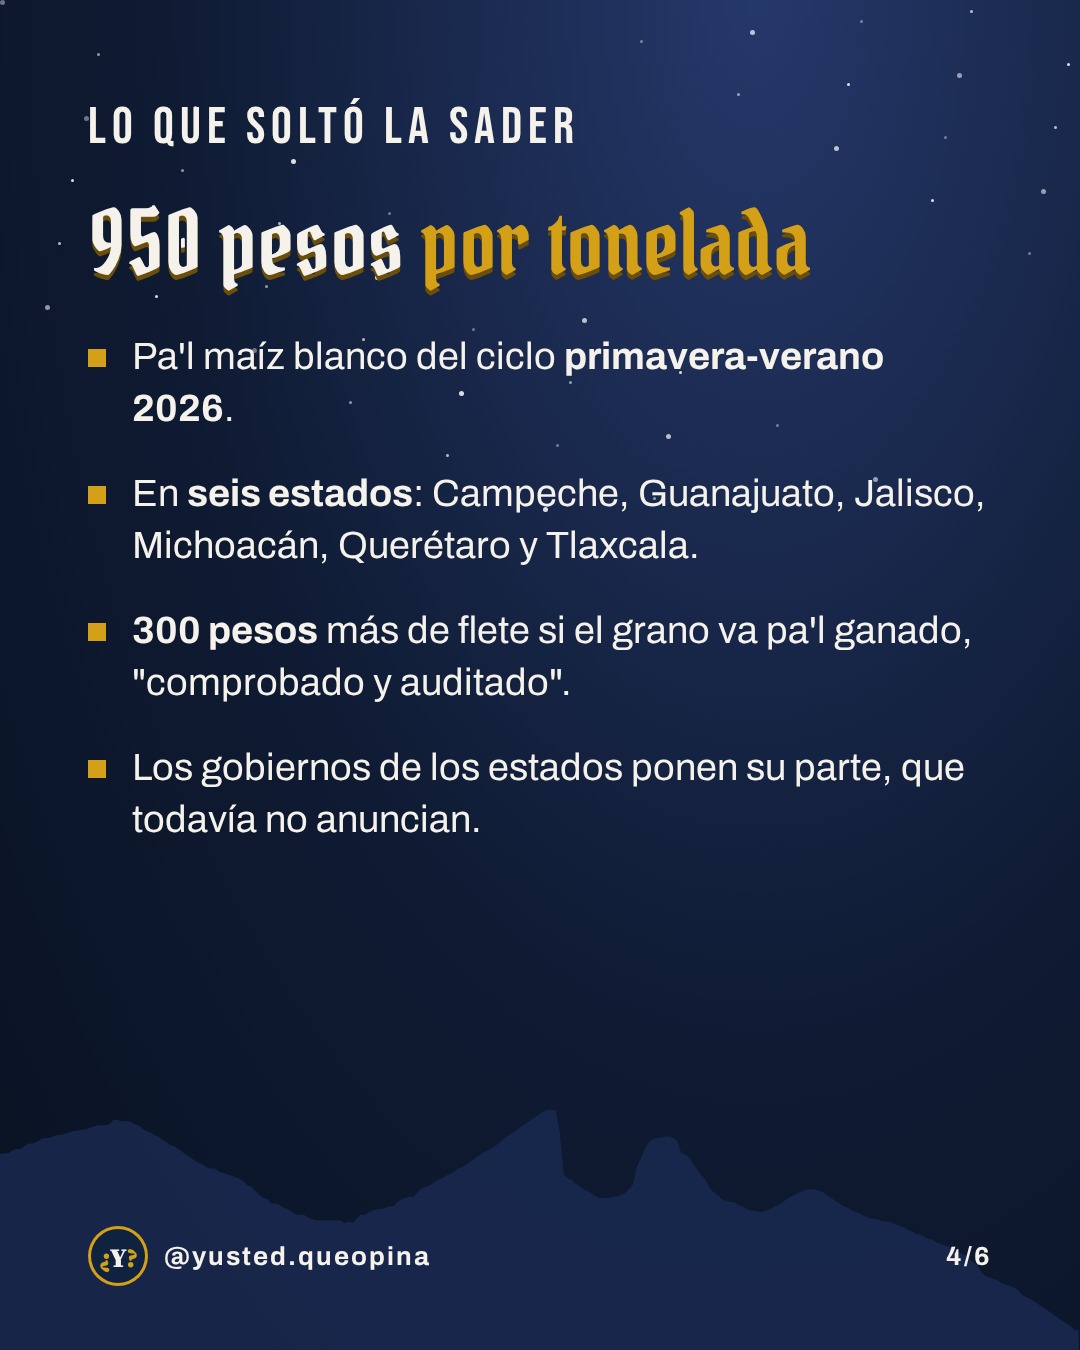 LO QUE SOLTÓ LA SADER
950 pesos por tonelada
Pa'l maíz blanco del ciclo primavera-verano
2026.
En seis estados: Campeche, Guanajuato, Jalisco,
Michoacán, Querétaro y Tlaxcala.
300 pesos más de flete si el grano va pa'l ganado,
"comprobado y auditado".
Los gobiernos de los estados ponen su parte, que
todavía no anuncian.
¿Y?
@yusted.queopina
4/6